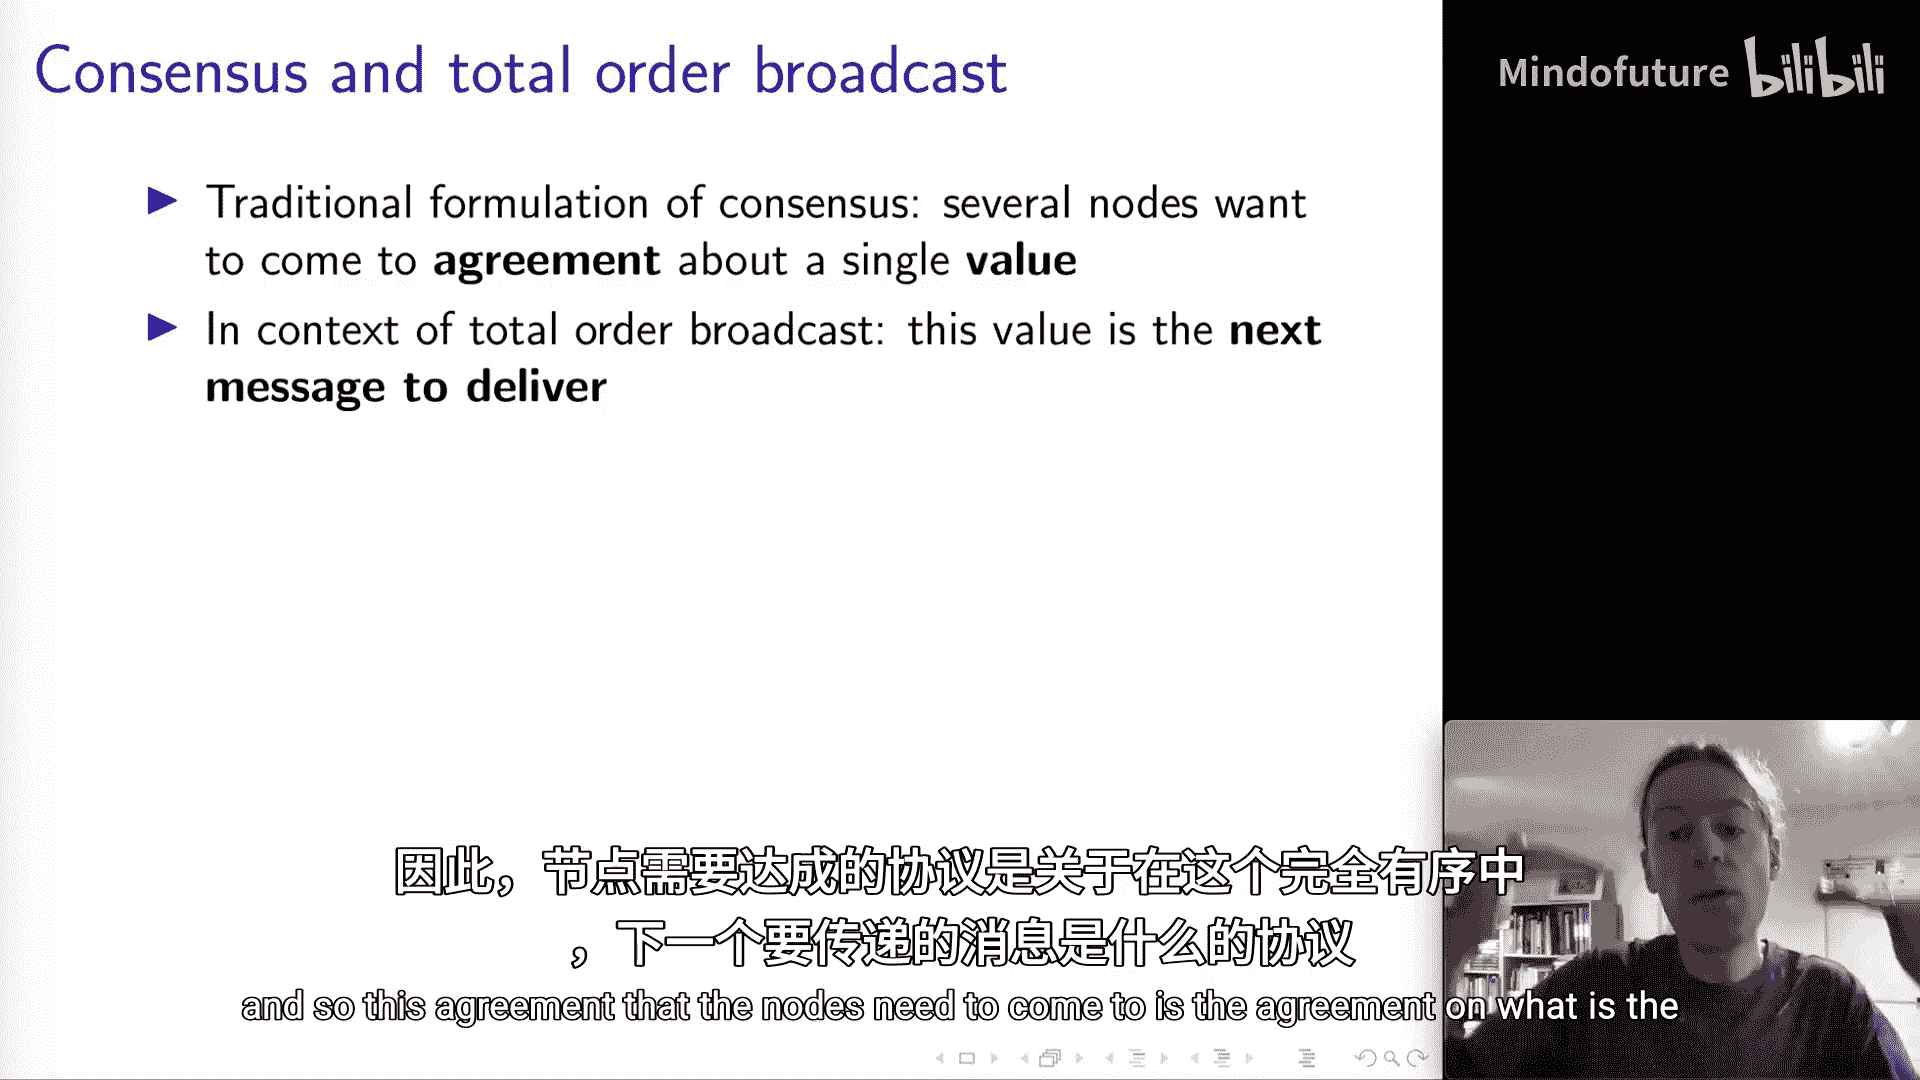 Consensus and total order broadcast
Mindofuture bilibili
Traditional formulation of consensus: several nodes want
to come to agreement about a single value
In context of total order broadcast: this value is the next
message to deliver
因此，节点需要达成的协议是关于在这个完全有序中
，下一个要传递的消息是什么的协议
and so this agreement that the nodes need to come to is the agreement on what is the